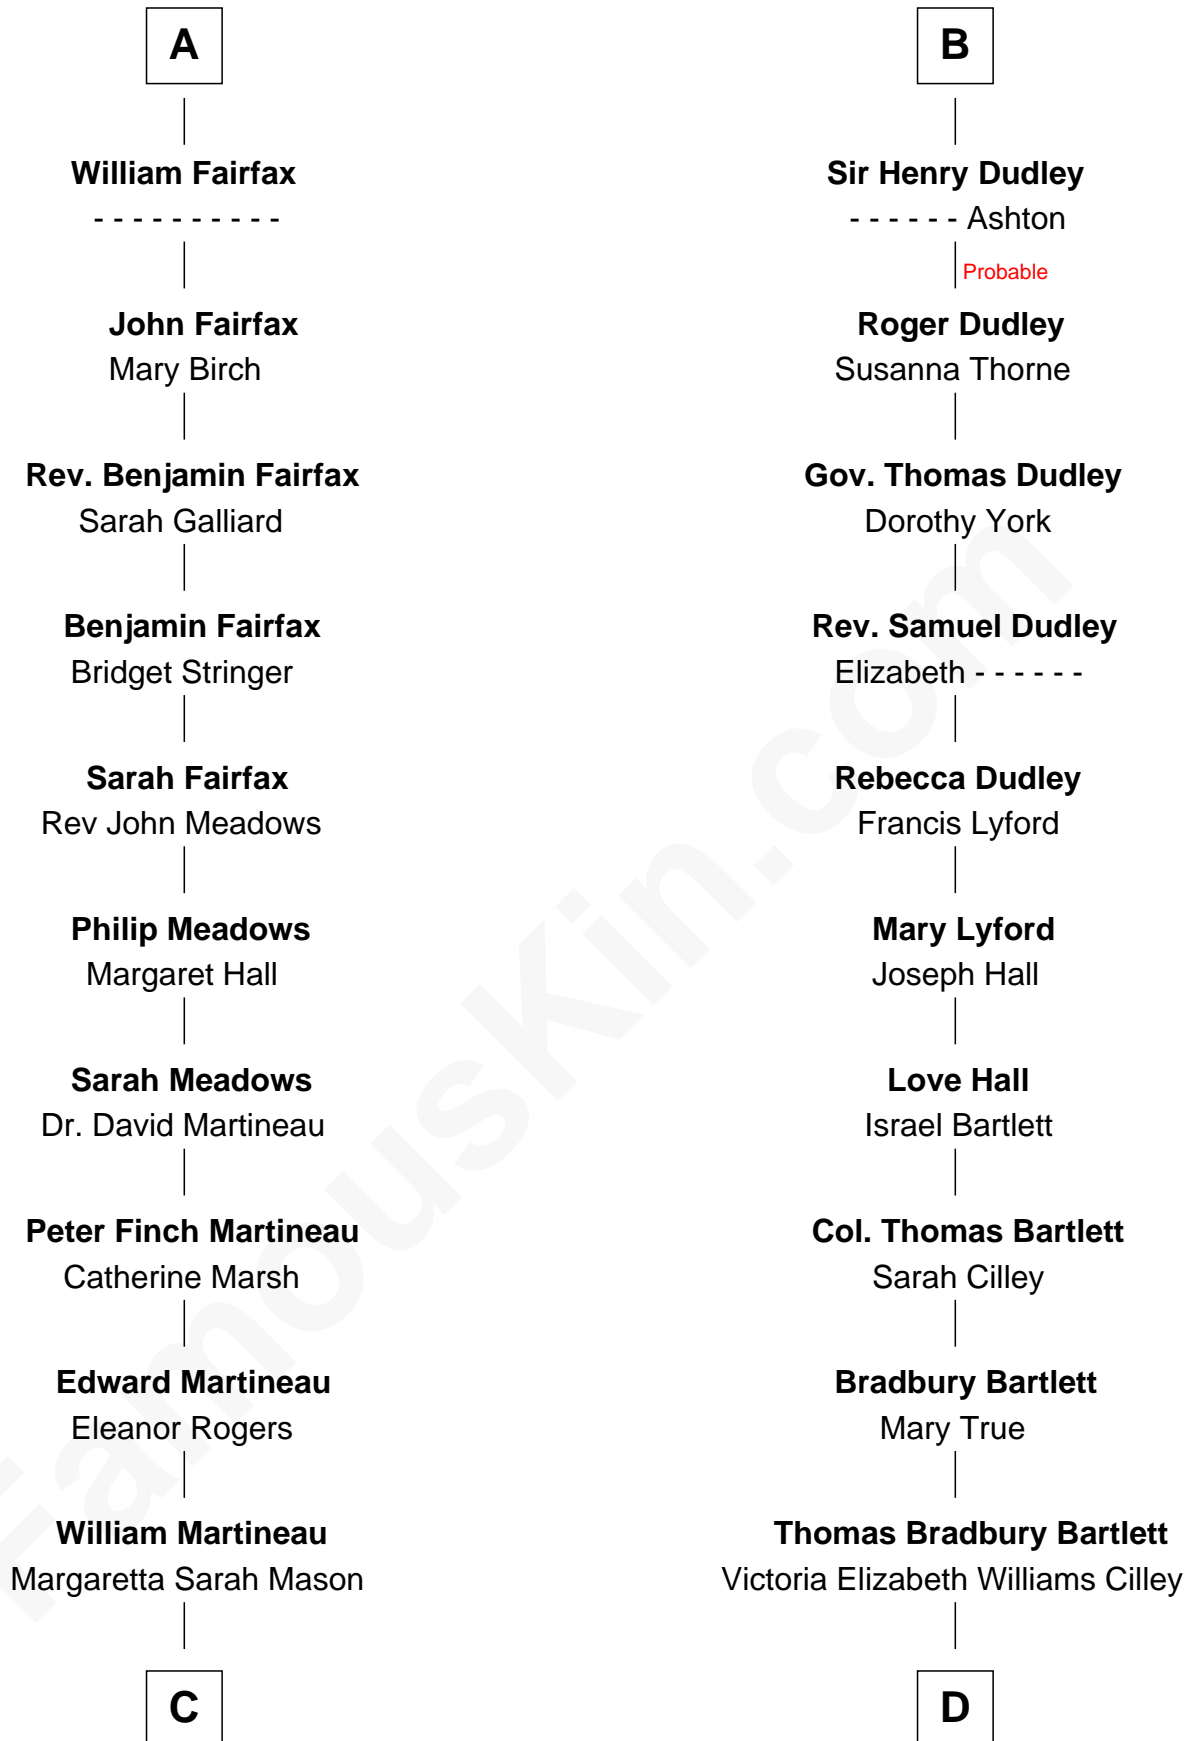 A
William Fairfax
- - - - - - - - - -
John Fairfax
Mary Birch
Rev. Benjamin Fairfax
Sarah Galliard
Benjamin Fairfax
Bridget Stringer
Sarah Fairfax
Rev John Meadows
Philip Meadows
Margaret Hall
Sarah Meadows
Dr. David Martineau
Peter Finch Martineau
Catherine Marsh
Edward Martineau
Eleanor Rogers
William Martineau
Margaretta Sarah Mason
C
B
Sir Henry Dudley
- - - - - - Ashton
Probable
Roger Dudley
Susanna Thorne
Gov. Thomas Dudley
Dorothy York
Rev. Samuel Dudley
Elizabeth - - - - - -
Rebecca Dudley
Francis Lyford
Mary Lyford
Joseph Hall
Love Hall
Israel Bartlett
Col. Thomas Bartlett
Sarah Cilley
Bradbury Bartlett
Mary True
Thomas Bradbury Bartlett
Victoria Elizabeth Williams Cilley
D
FamousKin.com